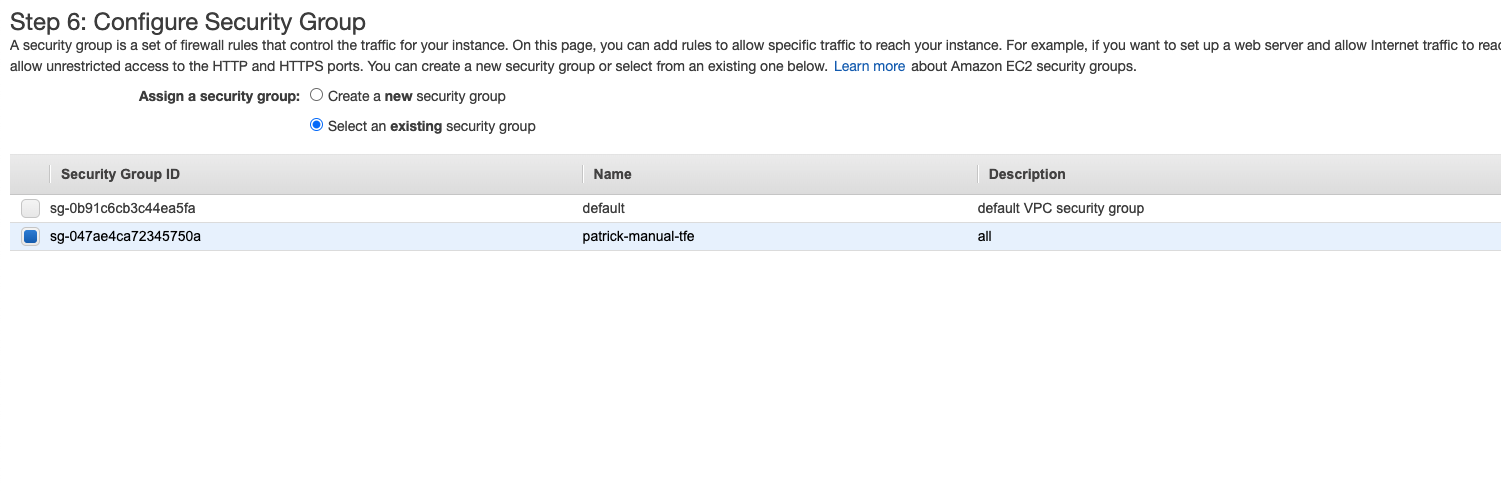 Step 6: Configure Security Group
A security group is a set of firewall rules that control the traffic for your instance. On this page, you can add rules to allow specific traffic to reach your instance. For example, if you want to set up a web server and allow Internet traffic to
allow unrestricted access to the HTTP and HTTPS ports. You can create a new security group or select from an existing one below. Learn more about Amazon EC2 security groups.
Assign a security group: Create a new security group
Select an existing security group
Security Group ID Name Description
sg-0b91c6cb3c44ea5fa default default VPC security group
sg-047ae4ca72345750a patrick-manual-tfe all